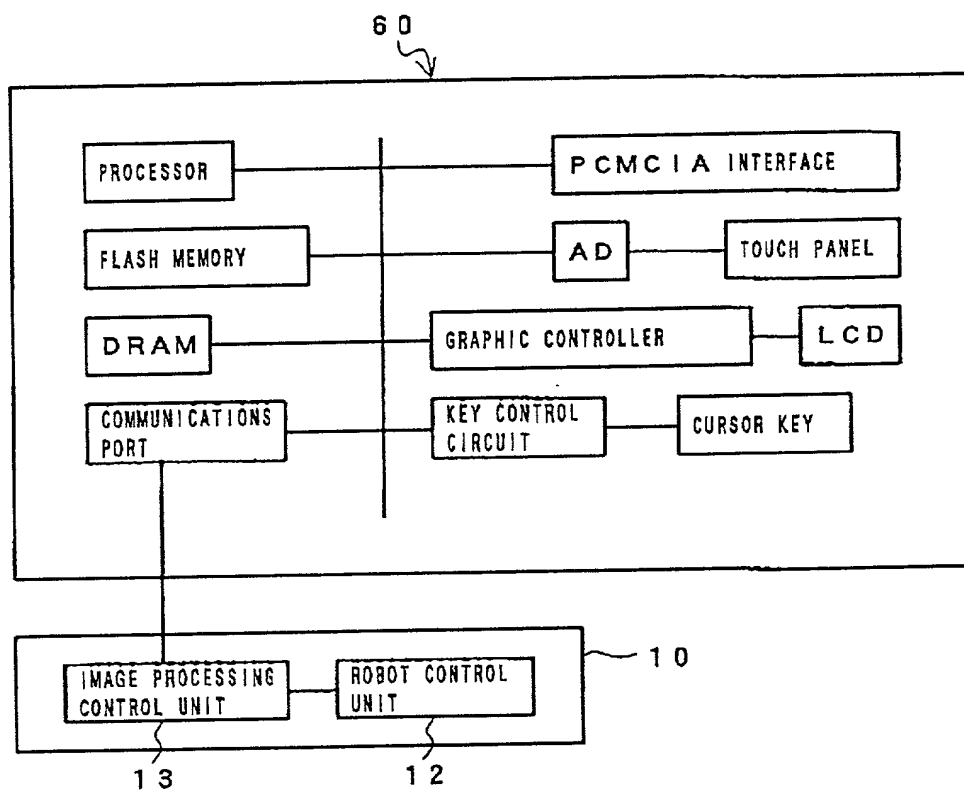 60
PROCESSOR
PCMCIA INTERFACE
FLASH MEMORY
AD
TOUCH PANEL
DRAM
GRAPHIC CONTROLLER
LCD
COMMUNICATIONS
PORT
KEY CONTROL
CIRCUIT
CURSOR KEY
10
IMAGE PROCESSING
CONTROL UNIT
ROBOT CONTROL
UNIT
13
12